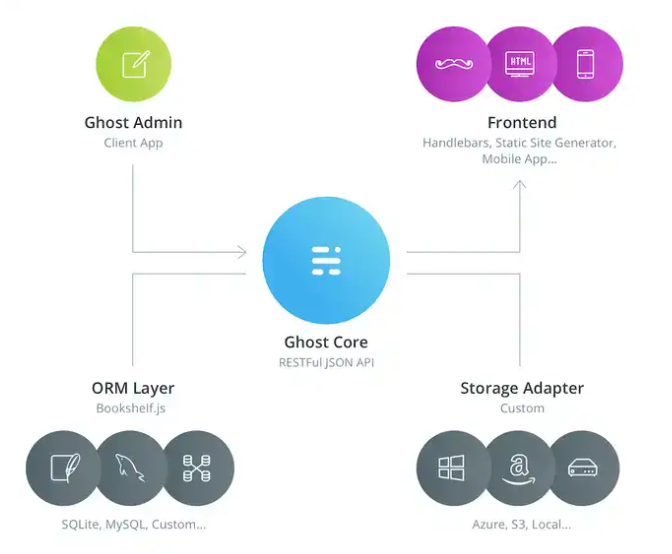 HTML
Ghost Admin
Client App
Frontend
Handlebars, Static Site Generator,
Mobile App...
Ghost Core
RESTFul JSON API
ORM Layer
Bookshelf.js
Storage Adapter
Custom
a
SQLite, MySQL, Custom...
Azure, S3, Local...